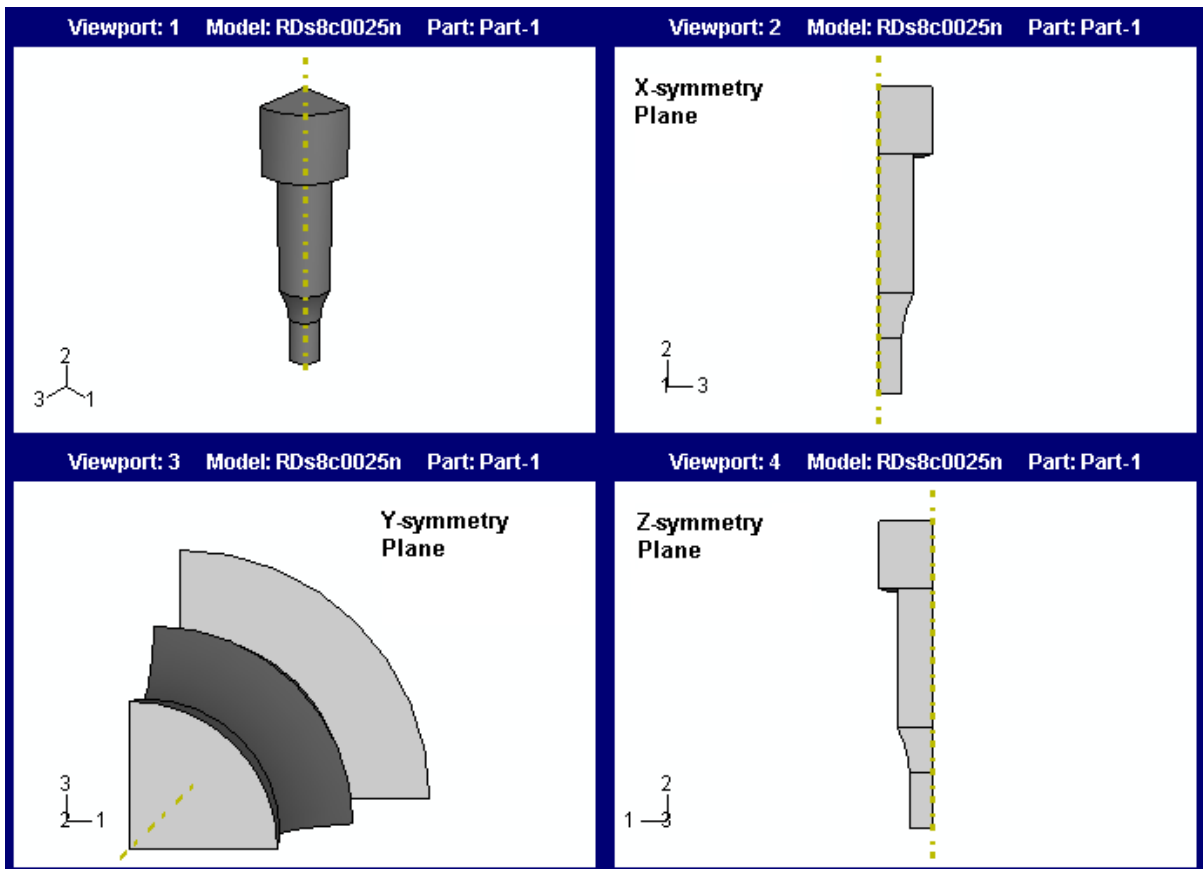 Viewport: 1 Model: RDs8c0025n Part: Part-1
2
3
1
Viewport: 2 Model: RDs8c0025n Part: Part-1
X-symmetry
Plane
2
1 3
Viewport: 3 Model: RDs8c0025n Part: Part-1
Y-symmetry
Plane
3
2 1
Viewport: 4 Model: RDs8c0025n Part: Part-1
Z-symmetry
Plane
2
1 3